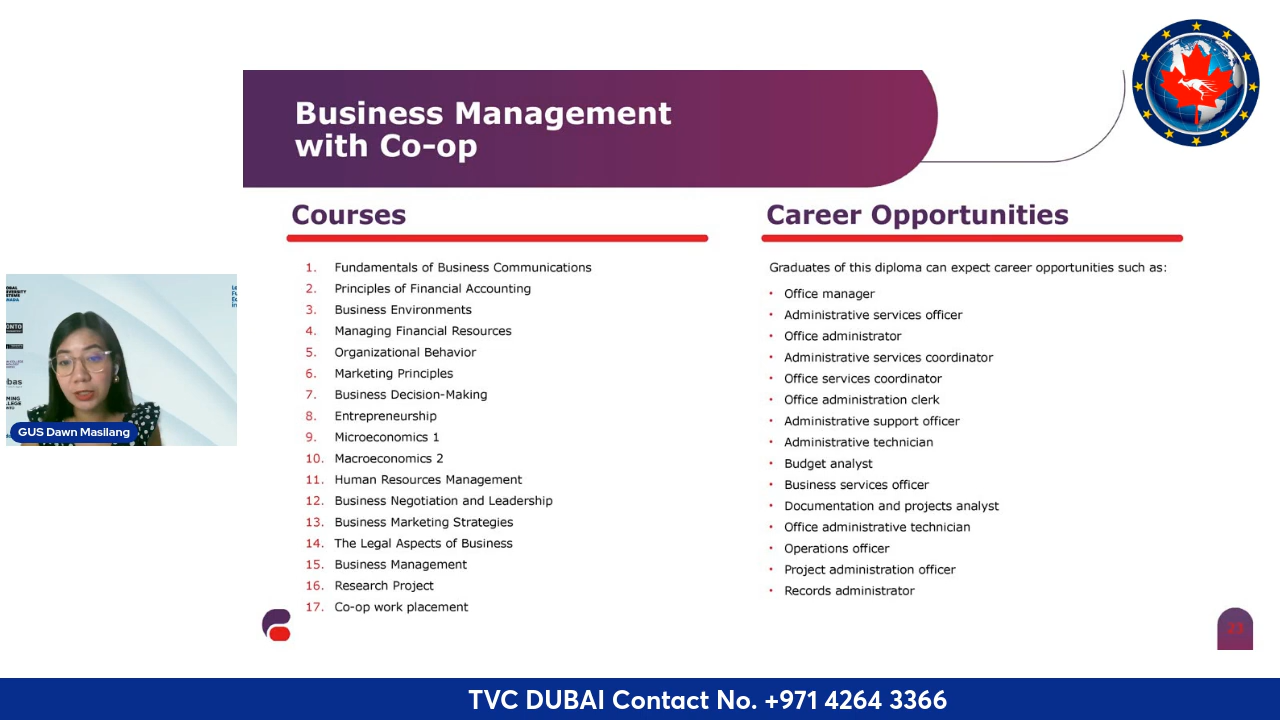 Business Management
with Co-op
Courses
1. Fundamentals of Business Communications
2. Principles of Financial Accounting
3. Business Environments
4. Managing Financial Resources
5. Organizational Behavior
6. Marketing Principles
7. Business Decision-Making
8. Entrepreneurship
9. Microeconomics 1
10. Macroeconomics 2
11. Human Resources Management
12. Business Negotiation and Leadership
13. Business Marketing Strategies
14. The Legal Aspects of Business
15. Business Management
16. Research Project
17. Co-op work placement
Career Opportunities
Graduates of this diploma can expect career opportunities such as:
• Office manager
• Administrative services officer
• Office administrator
• Administrative services coordinator
• Office services coordinator
• Office administration clerk
• Administrative support officer
• Administrative technician
• Budget analyst
• Business services officer
• Documentation and projects analyst
• Office administrative technician
• Operations officer
• Project administration officer
• Records administrator
GUS Dawn Masilang
TVC DUBAI Contact No. +971 4264 3366